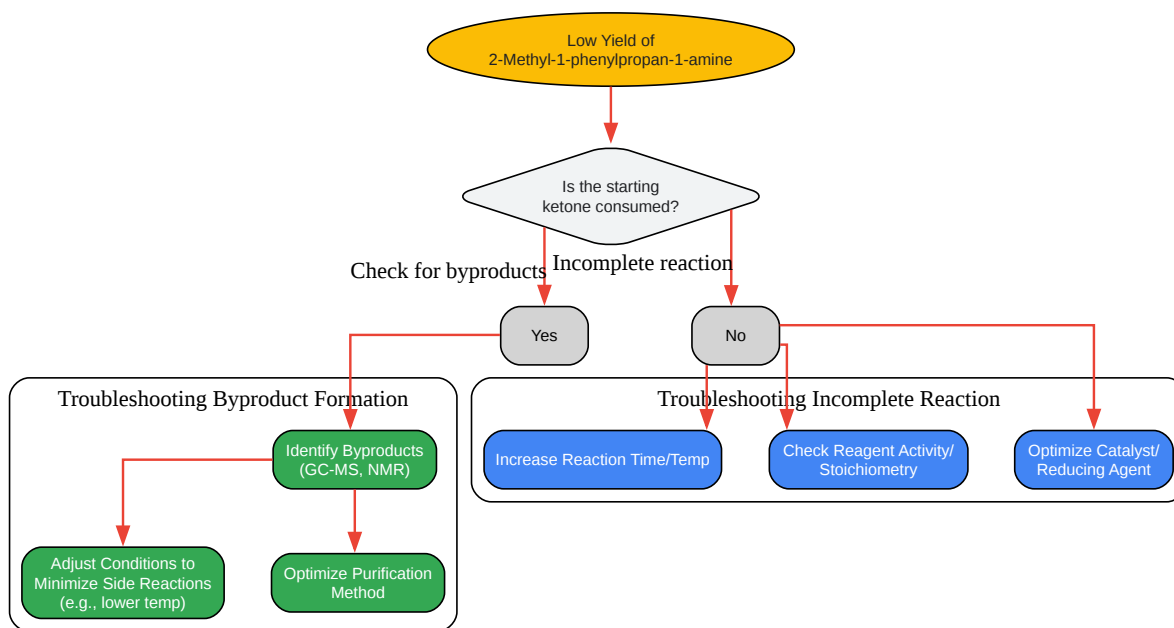 Low Yield of
2-Methyl-1-phenylpropan-1-amine
Is the starting
ketone consumed?
Check for byproducts
Incomplete reaction
Yes
No
Troubleshooting Byproduct Formation
Troubleshooting Incomplete Reaction
Identify Byproducts
(GC-MS, NMR)
Increase Reaction Time/Temp
Check Reagent Activity/
Stoichiometry
Optimize Catalyst/
Reducing Agent
Adjust Conditions to
Minimize Side Reactions
(e.g., lower temp)
Optimize Purification
Method